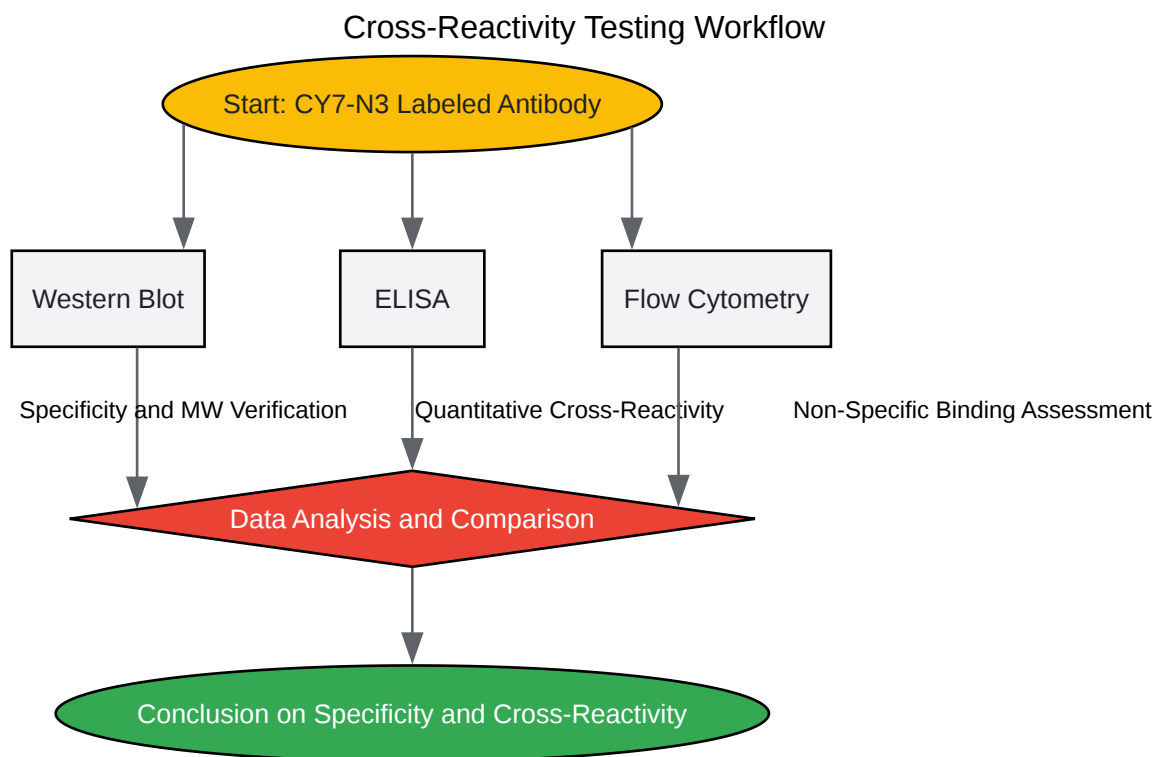 Cross-Reactivity Testing Workflow
Start: CY7-N3 Labeled Antibody
Western Blot
ELISA
Flow Cytometry
Specificity and MW Verification
Quantitative Cross-Reactivity
Non-Specific Binding Assessment
Data Analysis and Comparison
Conclusion on Specificity and Cross-Reactivity